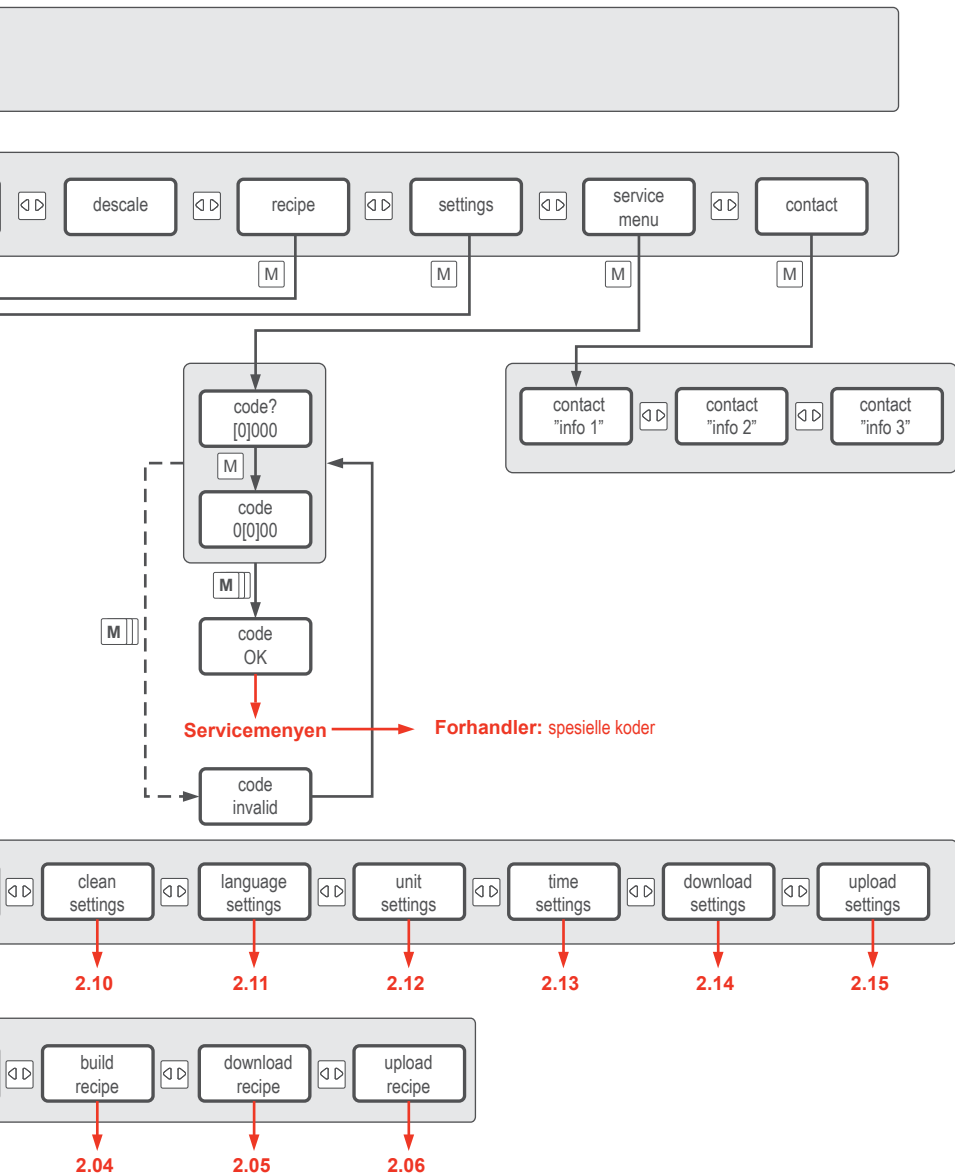 descale
recipe
settings
service
menu
contact
M
M
M
M
code?
[0]000
M
code
0[0]00
contact
"info 1"
contact
"info 2"
contact
"info 3"
M
M
code
OK
Servicemenyen
Forhandler: spesielle koder
code
invalid
clean
settings
language
settings
unit
settings
time
settings
download
settings
upload
settings
2.10
2.11
2.12
2.13
2.14
2.15
build
recipe
download
recipe
upload
recipe
2.04
2.05
2.06